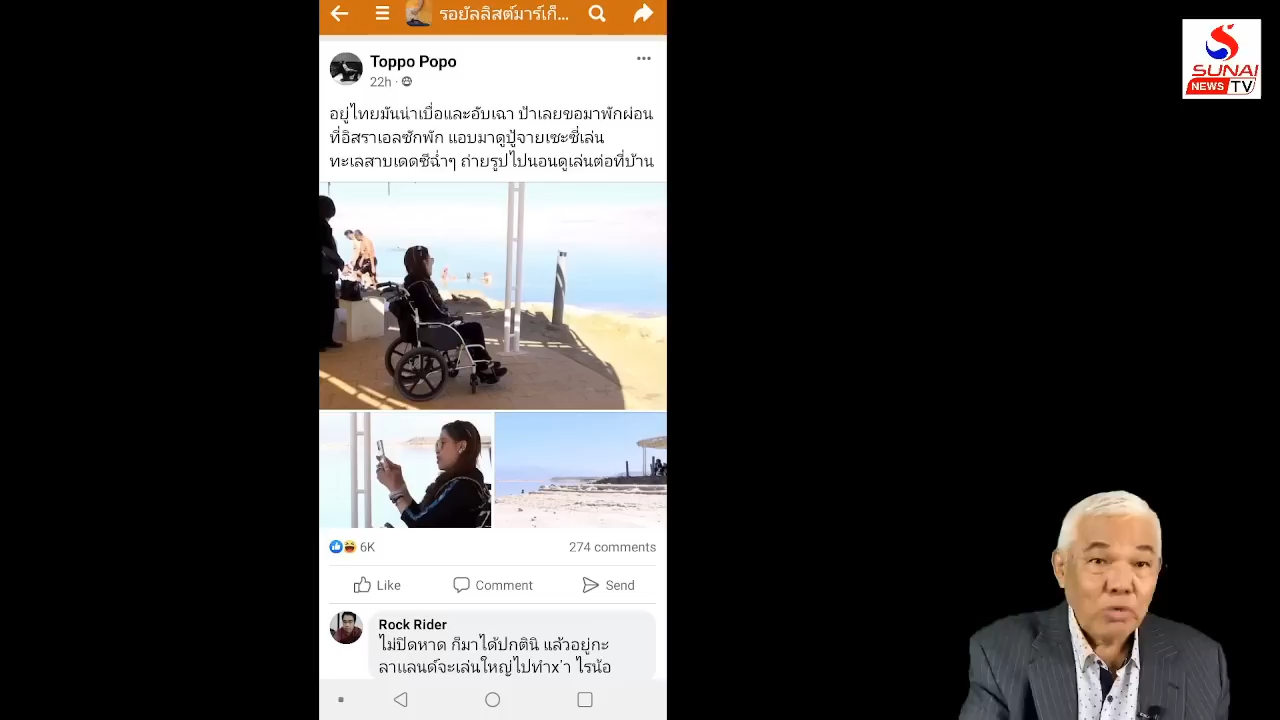 รอยัลลิสต์มาร์เก็...
SUNAI
NEWS TV
Toppo Popo
22h ·
อยู่ไทยมันน่าเบื่อและอับเฉา ป้าเลยขอมาพักผ่อน
ที่อิสราเอลซักพัก แอบมาดูปู้จายเซะซี่เล่น
ทะเลสาบเดดซีฉ่ำๆ ถ่ายรูปไปนอนดูเล่นต่อที่บ้าน
6K
274 comments
Like Comment Send
Rock Rider
ไม่ปิดหาด ก็มาได้ปกตินิ แล้วอยู่กะ
ลาแลนด์จะเล่นใหญ่ไปทำx'า ไรน้อ